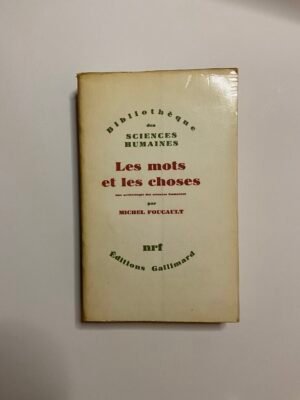 Bibliothèque
des
SCIENCES
HUMAINES
Les mots
et les choses
une archéologie des sciences humaines
par
MICHEL FOUCAULT
nrf
Éditions Gallimard